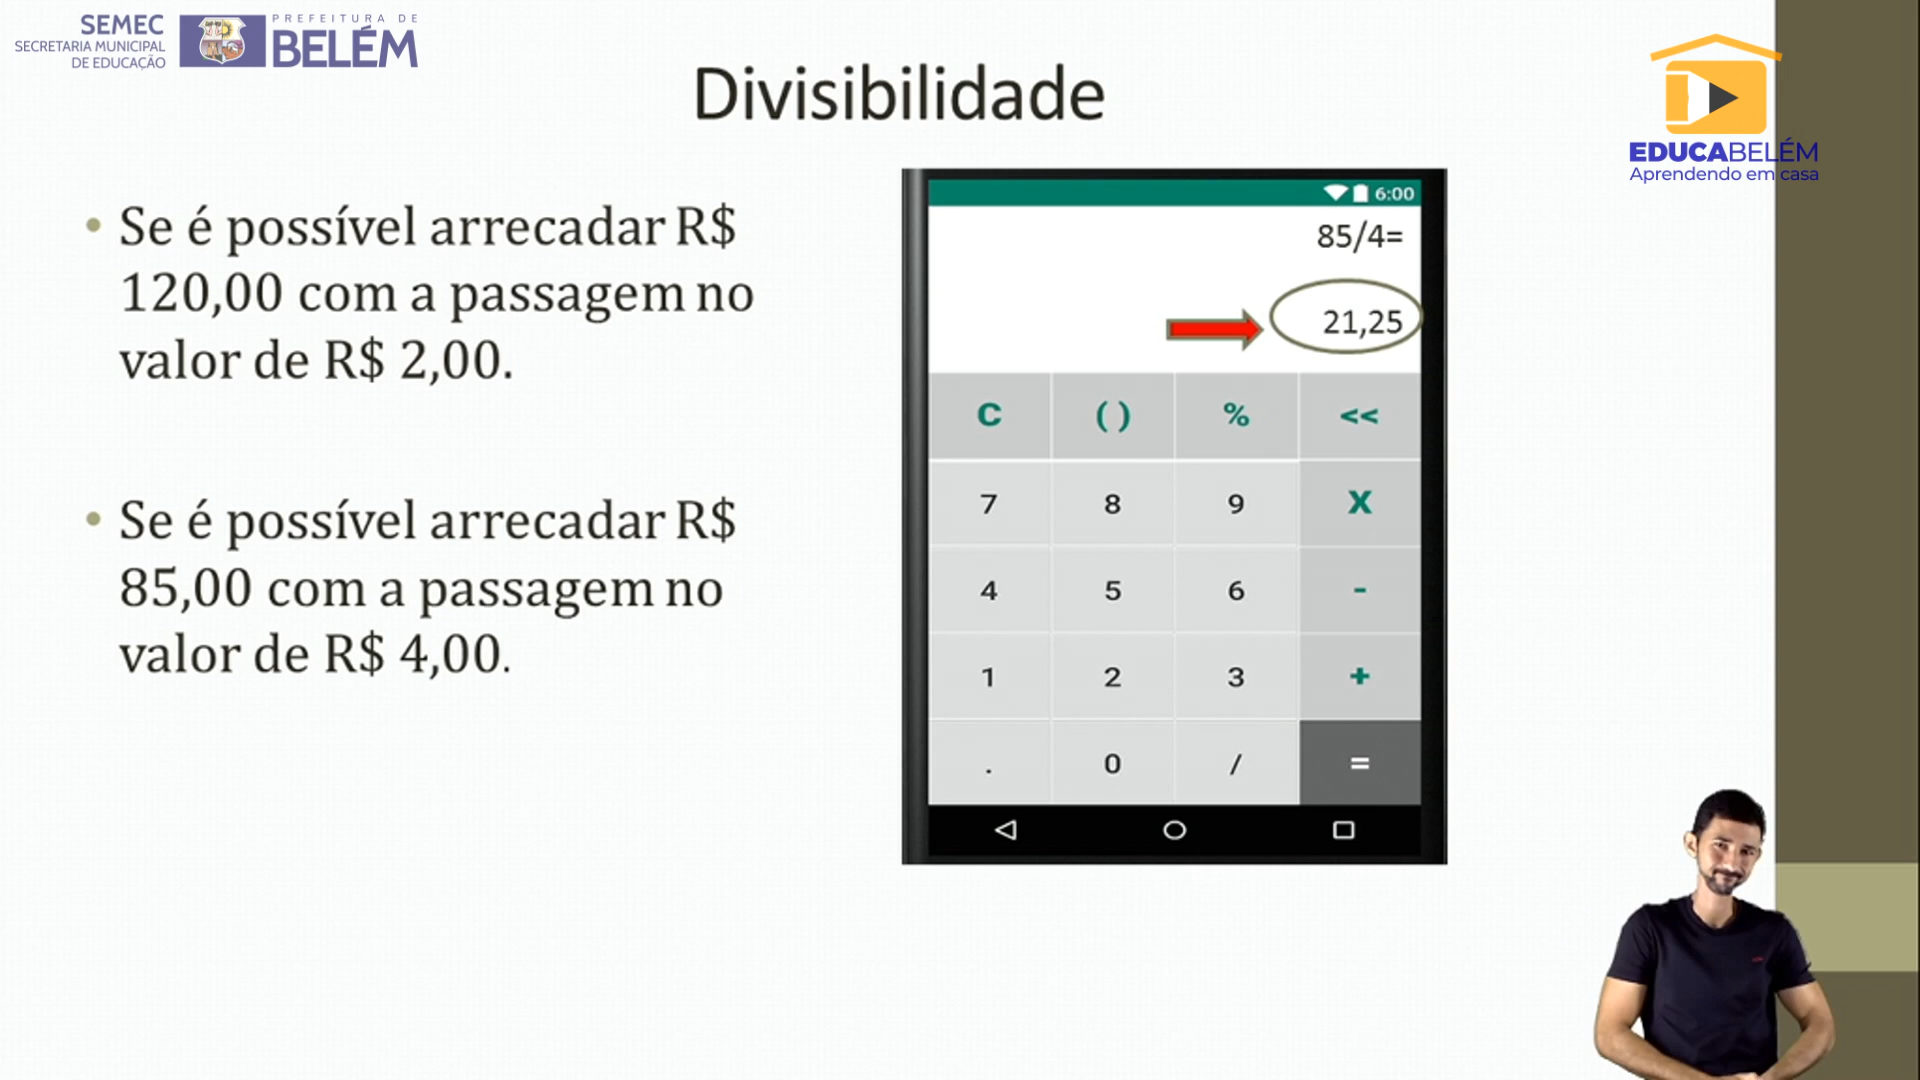 SEMEC
SECRETARIA MUNICIPAL
DE EDUCAÇÃO
PREFEITURA DE
BELÉM
Divisibilidade
EDUCABELÉM
Aprendendo em casa
• Se é possível arrecadar R$
120,00 com a passagem no
valor de R$ 2,00.
• Se é possível arrecadar R$
85,00 com a passagem no
valor de R$ 4,00.
6:00
85/4=
21,25
C ( ) % <<
7 8 9 X
4 5 6 -
1 2 3 +
. 0 / =